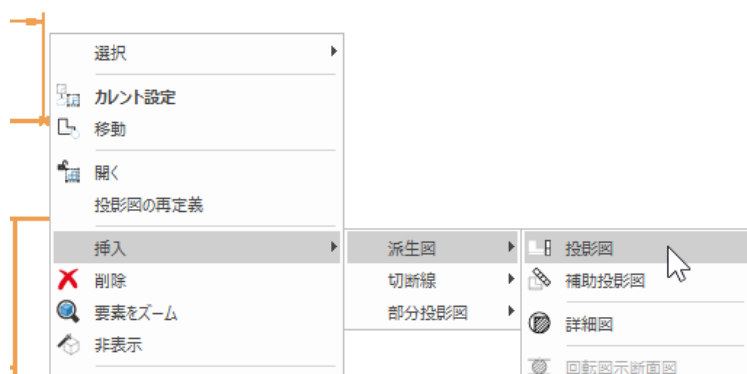 選択
カレント設定
移動
開く
投影図の再定義
挿入
削除
要素をズーム
非表示
派生図
切断線
部分投影図
投影図
補助投影図
詳細図
回転図示断面図